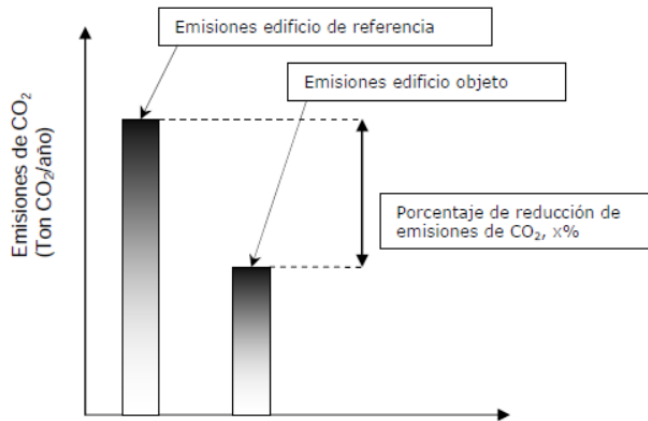 Emisiones edificio de referencia
Emisiones edificio objeto
Emisiones de CO₂
(Ton CO₂/año)
Porcentaje de reducción de
emisiones de CO₂, x%